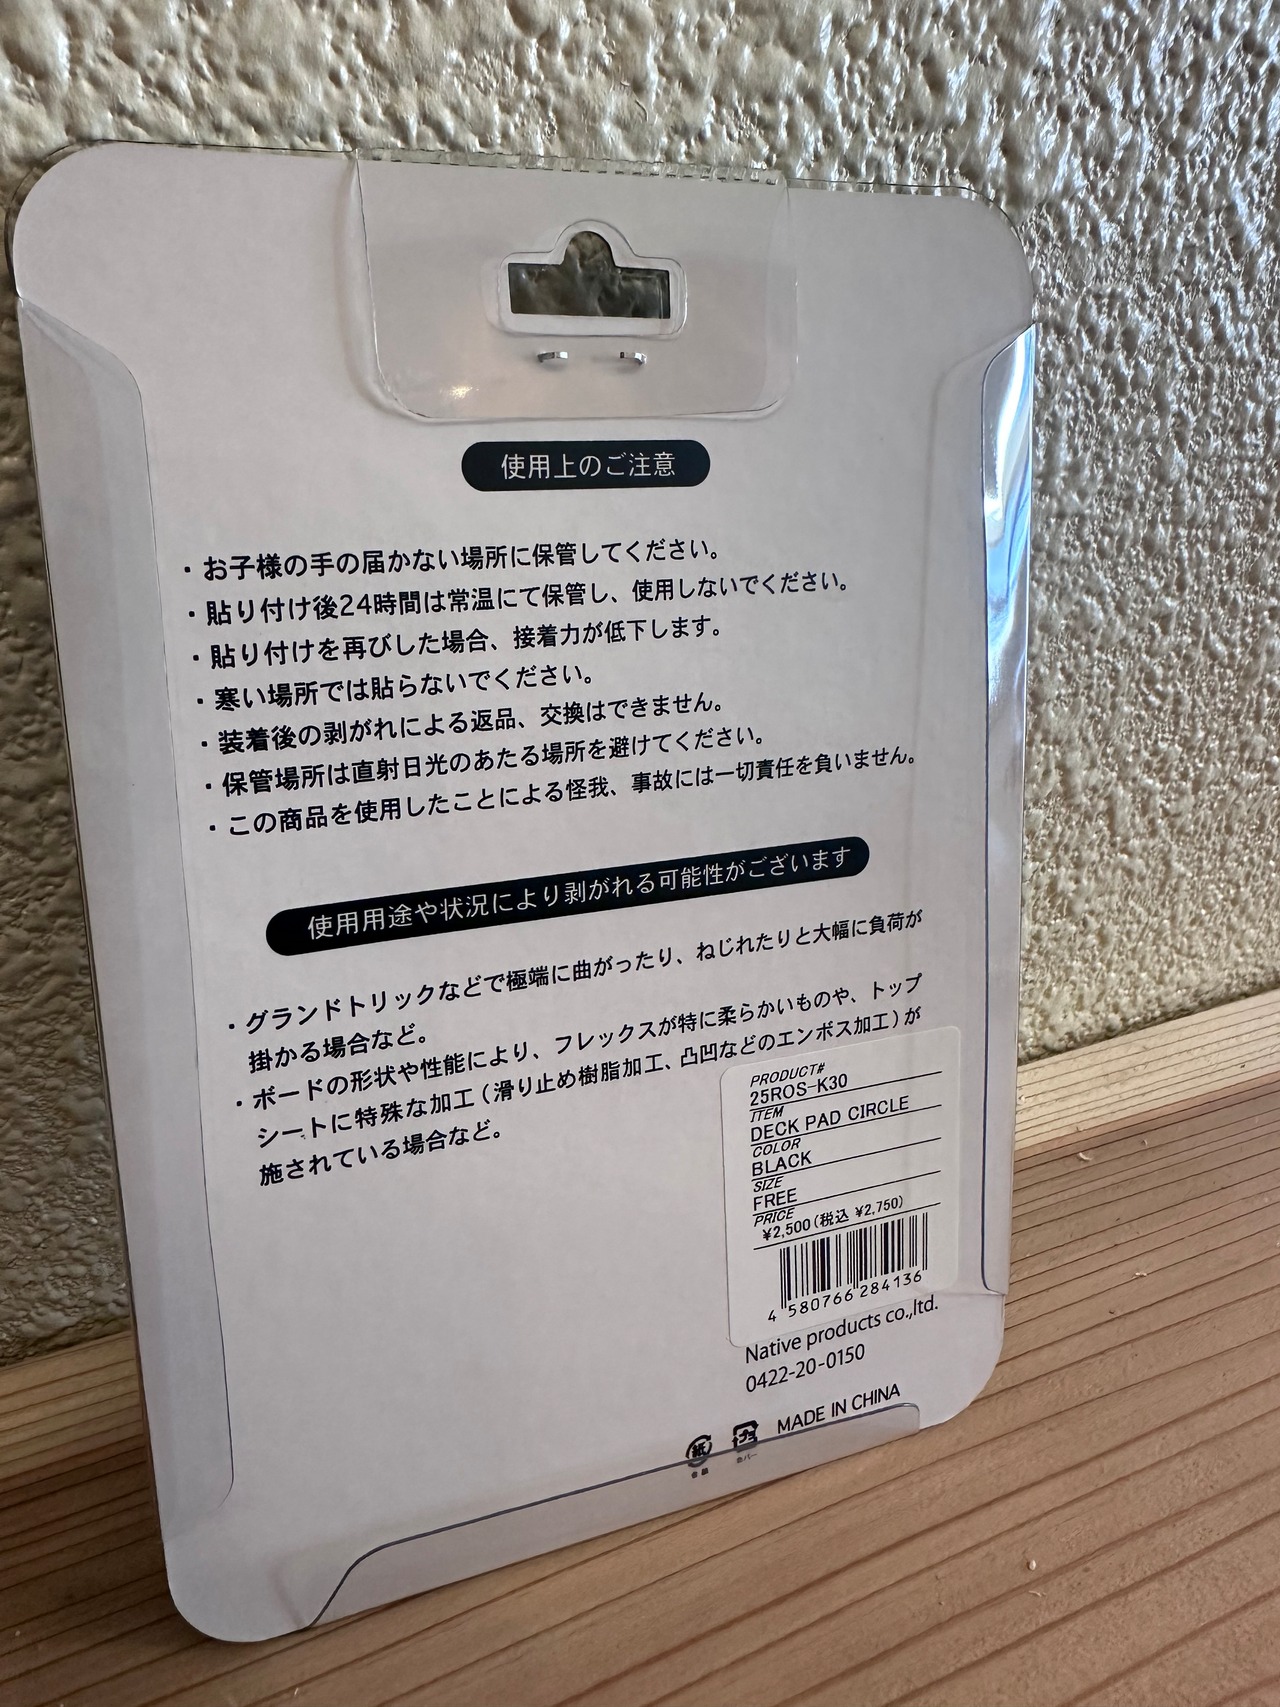 使用上のご注意
・お子様の手の届かない場所に保管してください。
・貼り付け後24時間は常温にて保管し、使用しないでください。
・貼り付けを再びした場合、接着力が低下します。
・寒い場所では貼らないでください。
・装着後の剥がれによる返品、交換はできません。
・保管場所は直射日光のあたる場所を避けてください。
・この商品を使用したことによる怪我、事故には一切責任を負いません。
使用用途や状況により剥がれる可能性がございます
・グランドトリックなどで極端に曲がったり、ねじれたりと大幅に負荷が
掛かる場合など。
・ボードの形状や性能により、フレックスが特に柔らかいものや、トップ
シートに特殊な加工(滑り止め樹脂加工、凸凹などのエンボス加工)が
施されている場合など。
PRODUCT#
25ROS-K30
ITEM
DECK PAD CIRCLE
COLOR
BLACK
SIZE
FREE
PRICE
¥2,500(税込 ¥2,750)
4 580766 284136
Native products co.,ltd.
0422-20-0150
MADE IN CHINA
紙 プラ
台紙 カバー